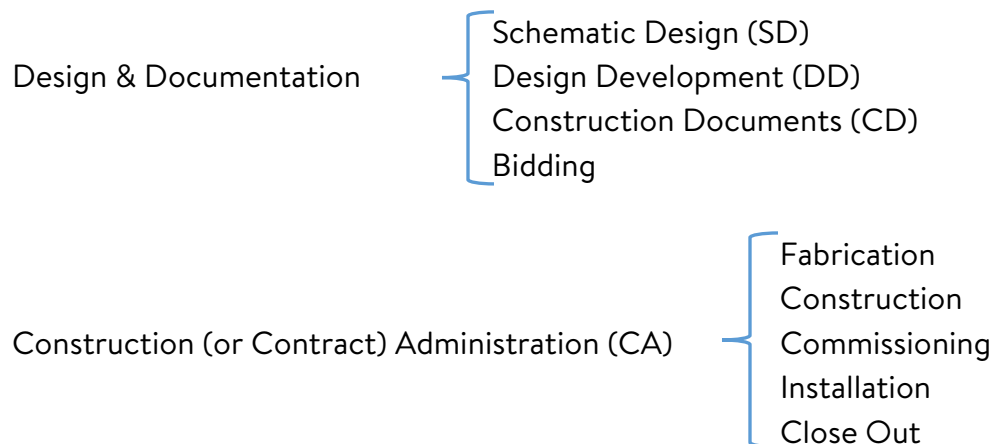 Schematic Design (SD)
Design & Documentation
Design Development (DD)
Construction Documents (CD)
Bidding
Fabrication
Construction
Construction (or Contract) Administration (CA)
Commissioning
Installation
Close Out